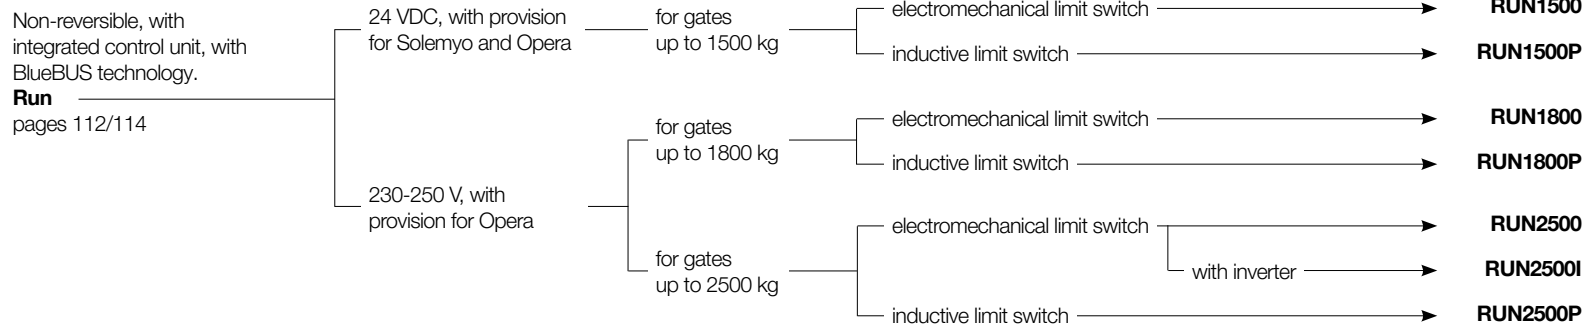 Non-reversible, with
integrated control unit, with
BlueBUS technology.
Run
pages 112/114
24 VDC, with provision
for Solemyo and Opera
for gates
up to 1500 kg
electromechanical limit switch
RUN1500
inductive limit switch
RUN1500P
230-250 V, with
provision for Opera
for gates
up to 1800 kg
electromechanical limit switch
RUN1800
inductive limit switch
RUN1800P
for gates
up to 2500 kg
electromechanical limit switch
RUN2500
with inverter
RUN2500I
inductive limit switch
RUN2500P